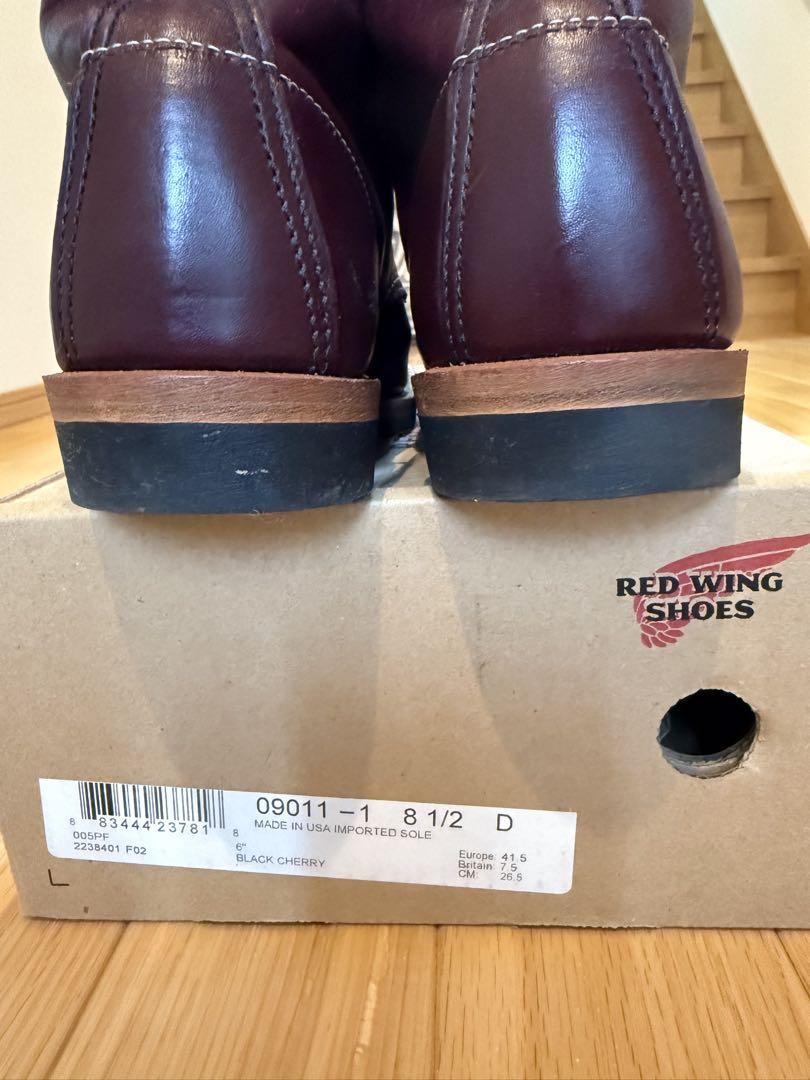 RED WING
SHOES
8 83444 23781 8
005PF
2238401 F02
09011-1 8 1/2 D
MADE IN USA IMPORTED SOLE
6"
BLACK CHERRY
Europe: 41.5
Britain: 7.5
CM: 26.5
L